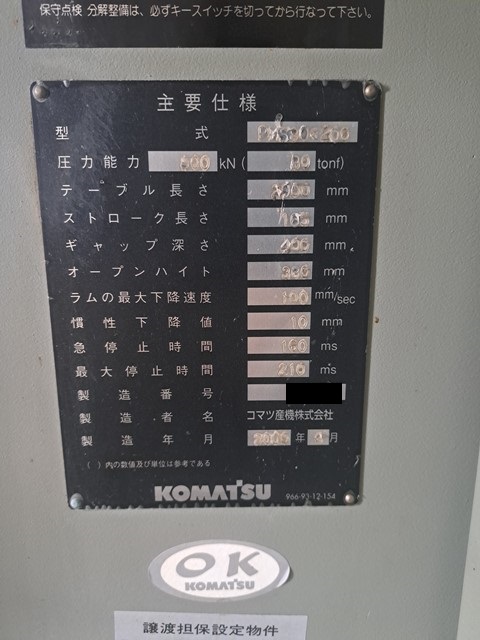 保守点検 分解整備は、必ずキースイッチを切ってから行なって下さい。
主要仕様
型式
圧力能力 kN ( 80 tonf)
テーブル長さ mm
ストローク長さ mm
ギャップ深さ mm
オープンハイト mm
ラムの最大下降速度 100 mm/sec
慣性下降値 10 mm
急停止時間 ms
最大停止時間 210 ms
製造番号
製造者名 コマツ産機株式会社
製造年月 年 月
( ) 内の数値及び単位は参考である
KOMATSU 966-93-12-154
OK
KOMATSU
譲渡担保設定物件